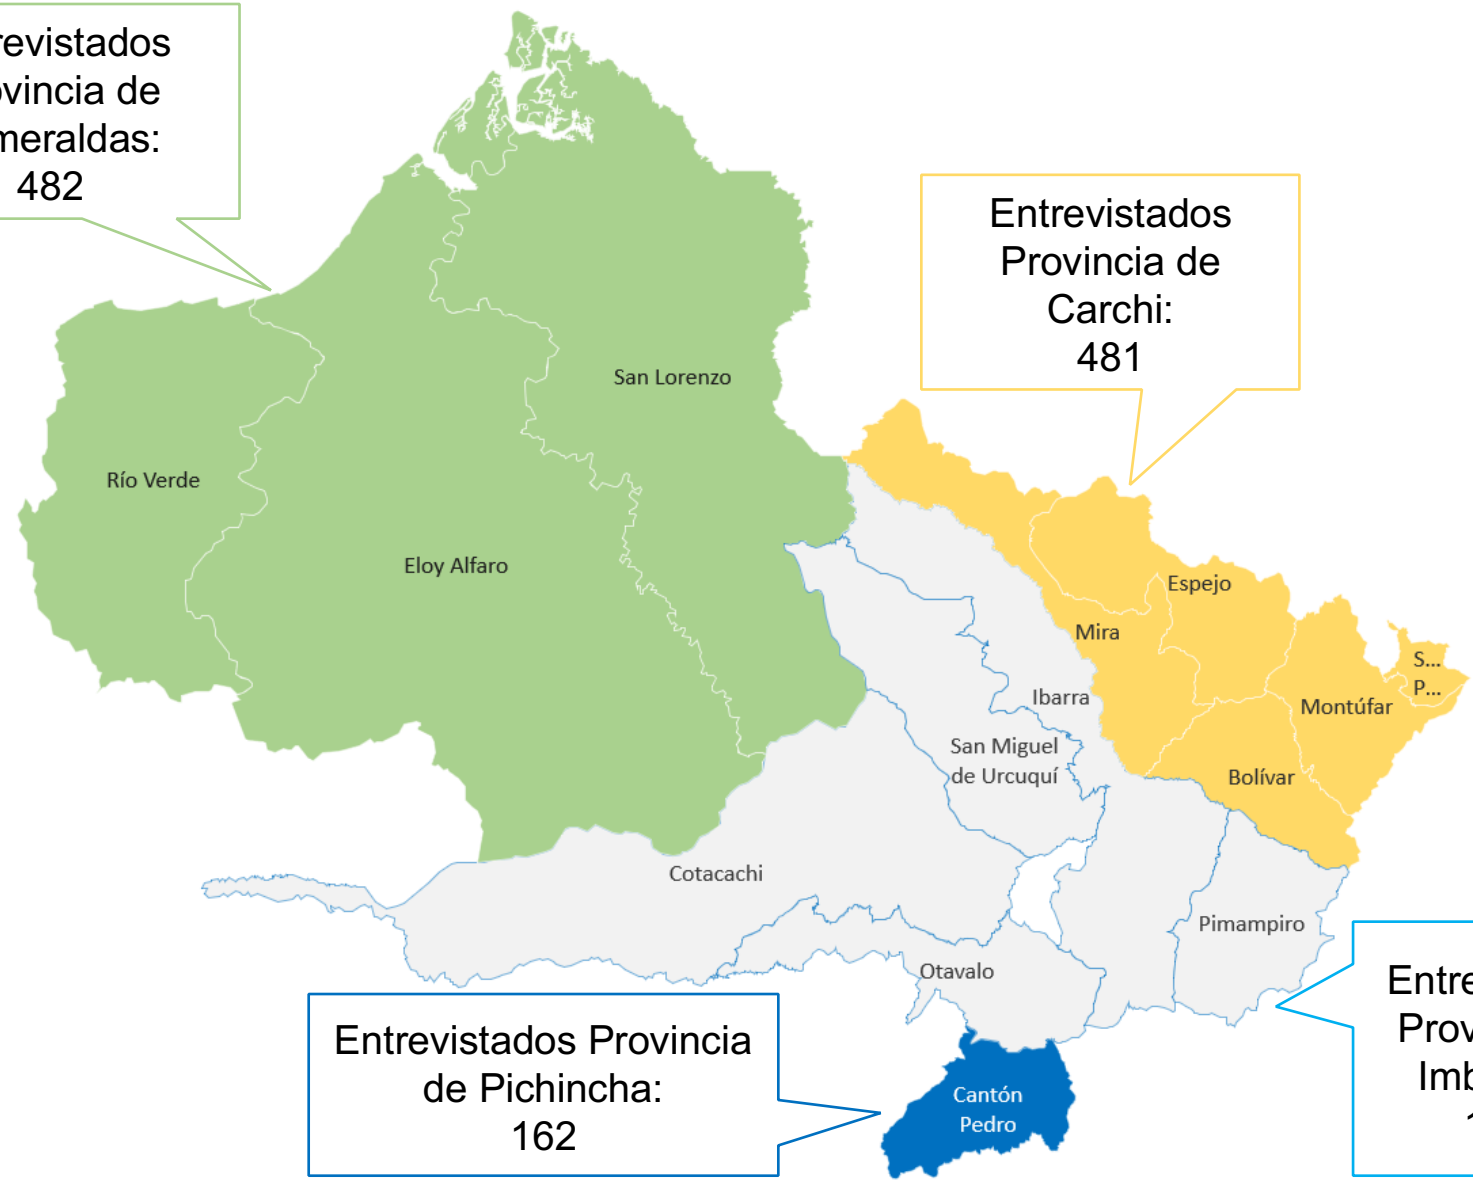 revistados
vincia de
meraldas:
482
Entrevistados
Provincia de
Carchi:
481
San Lorenzo
Río Verde
Eloy Alfaro
Espejo
Mira
S...
P...
Ibarra
Montúfar
San Miguel
de Urcuquí
Bolívar
Cotacachi
Pimampiro
Otavalo
Entre
Prov
Imb
Entrevistados Provincia
de Pichincha:
162
Cantón
Pedro